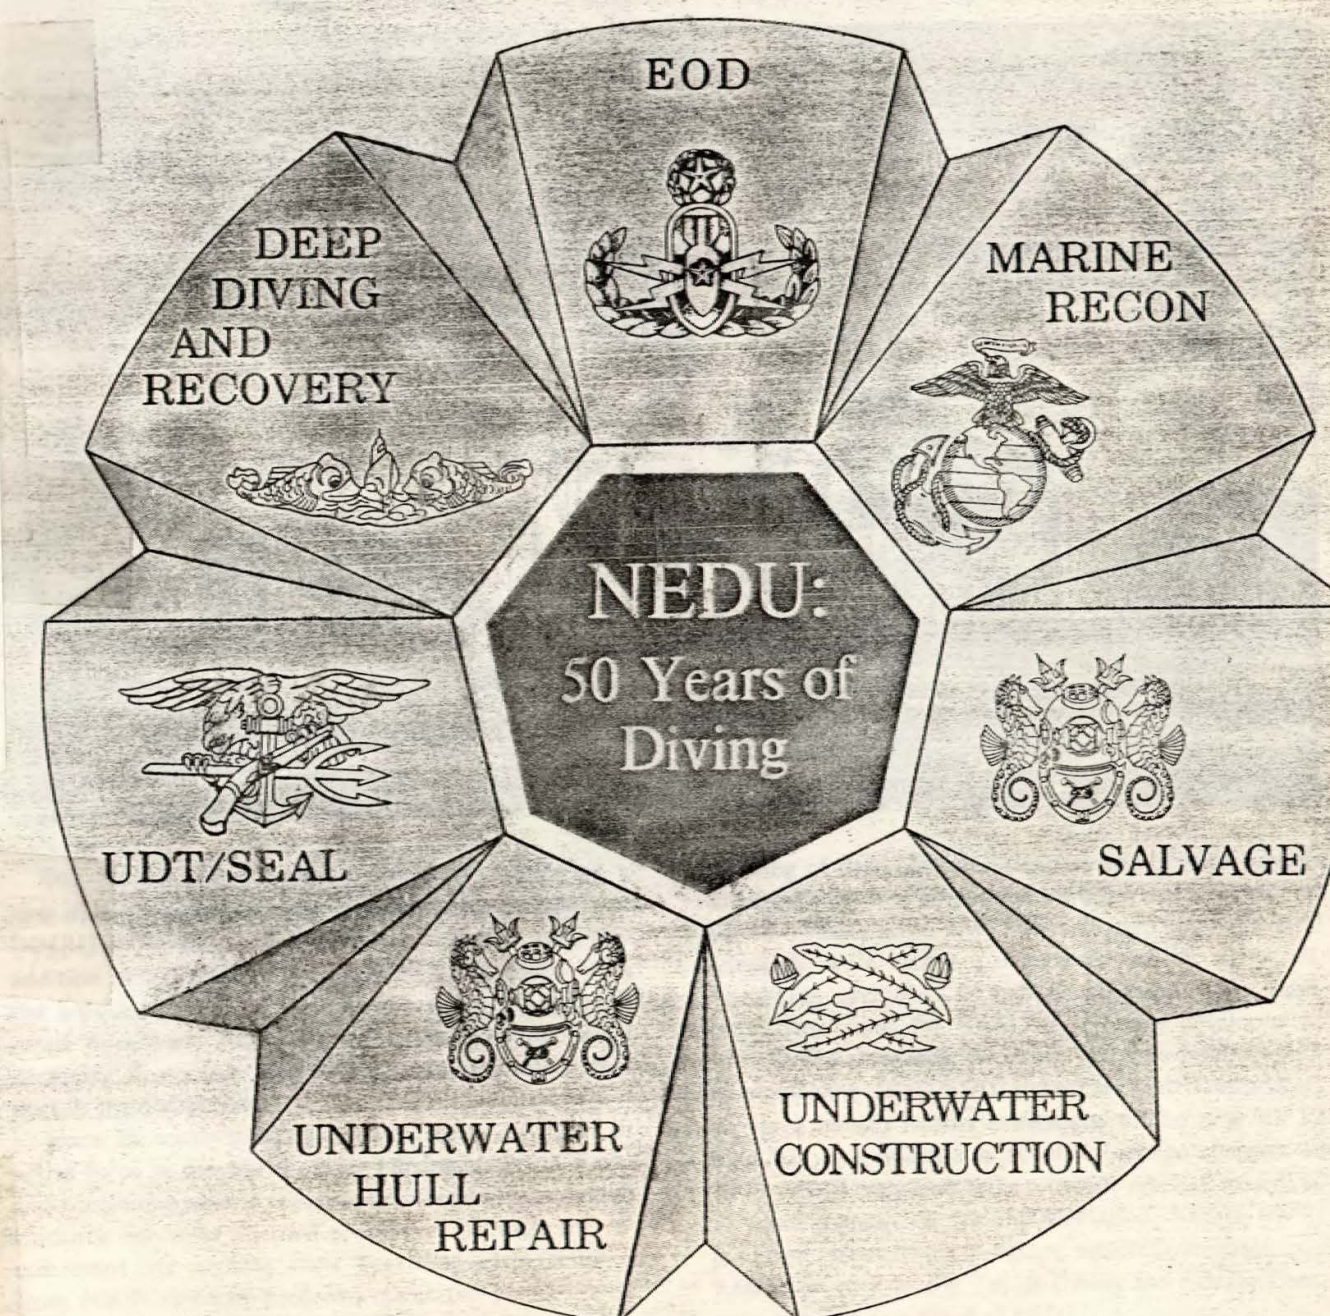 EOD
MARINE
RECON
SALVAGE
UNDERWATER
CONSTRUCTION
UNDERWATER
HULL
REPAIR
UDT/SEAL
DEEP
DIVING
AND
RECOVERY
NEDU:
50 Years of
Diving